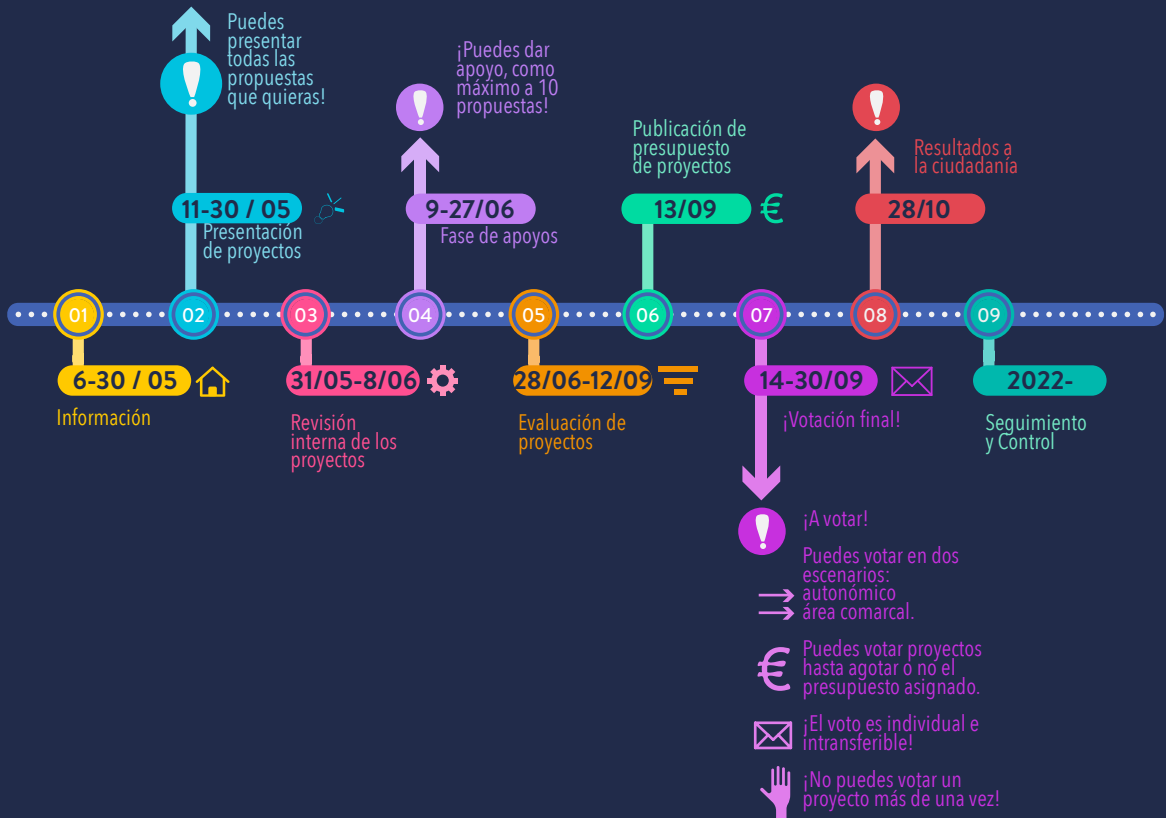 Puedes
presentar
todas las
propuestas
que quieras!
¡Puedes dar
apoyo, como
máximo a 10
propuestas!
Publicación de
presupuesto
de proyectos
Resultados a
la ciudadanía
11-30 / 05
Presentación
de proyectos
9-27/06
Fase de apoyos
13/09
€
28/10
01
02
03
04
05
06
07
08
09
6-30 / 05
Información
31/05-8/06
Revisión
interna de los
proyectos
28/06-12/09
Evaluación de
proyectos
14-30/09
¡Votación final!
2022-
Seguimiento
y Control
¡A votar!
Puedes votar en dos
escenarios:
autonómico
área comarcal.
€
Puedes votar proyectos
hasta agotar o no el
presupuesto asignado.
¡El voto es individual e
intransferible!
¡No puedes votar un
proyecto más de una vez!